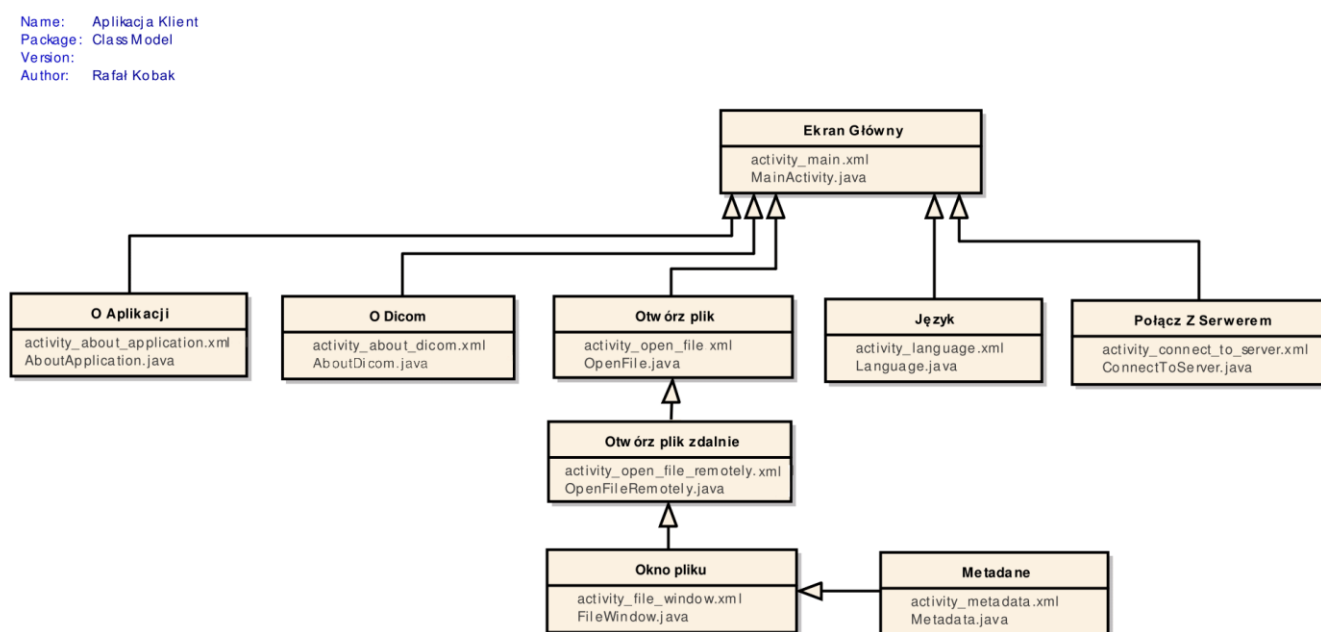 Name: Aplikacja Klient
Package: Class Model
Version:
Author: Rafał Kobak
Ekran Główny
activity_main.xml
MainActivity.java
O Aplikacji
activity_about_application.xml
AboutApplication.java
O Dicom
activity_about_dicom.xml
AboutDicom.java
Otwórz plik
activity_open_file xml
OpenFile.java
Język
activity_language.xml
Language.java
Połącz Z Serwerem
activity_connect_to_server.xml
ConnectToServer.java
Otwórz plik zdalnie
activity_open_file_remotely.xml
OpenFileRemotely.java
Okno pliku
activity_file_window.xml
FileWindow.java
Metadane
activity_metadata.xml
Metadata.java